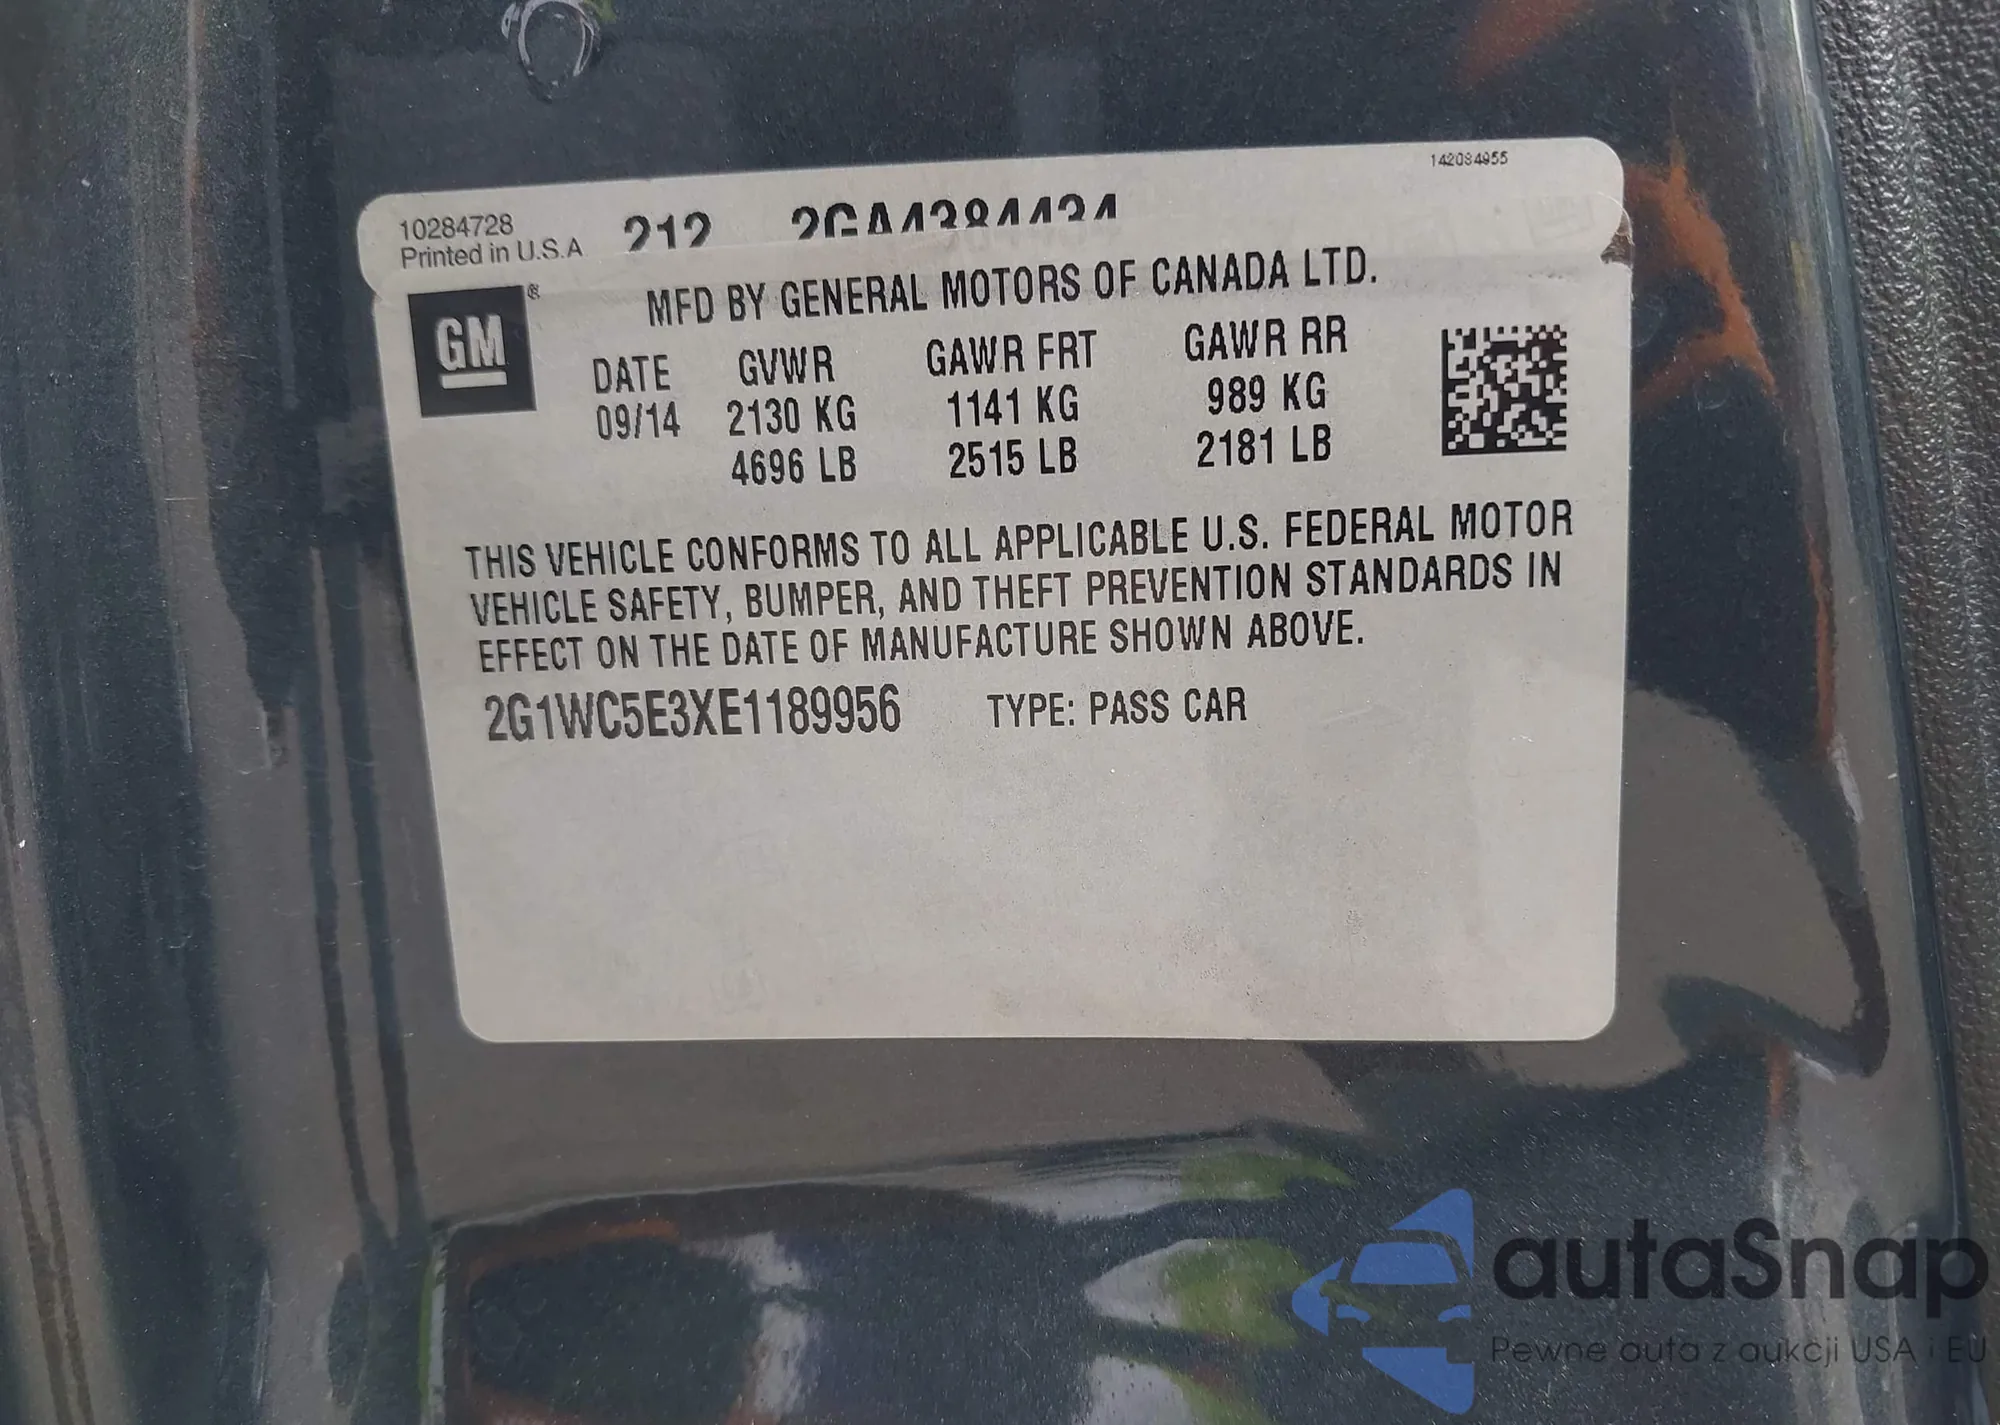 142084955
10284728
Printed in U.S.A
212 2GA4384434
GM®
MFD BY GENERAL MOTORS OF CANADA LTD.
DATE GVWR GAWR FRT GAWR RR
09/14 2130 KG 1141 KG 989 KG
4696 LB 2515 LB 2181 LB
THIS VEHICLE CONFORMS TO ALL APPLICABLE U.S. FEDERAL MOTOR
VEHICLE SAFETY, BUMPER, AND THEFT PREVENTION STANDARDS IN
EFFECT ON THE DATE OF MANUFACTURE SHOWN ABOVE.
2G1WC5E3XE1189956 TYPE: PASS CAR
autaSnap
Pewne auta z aukcji USA i EU